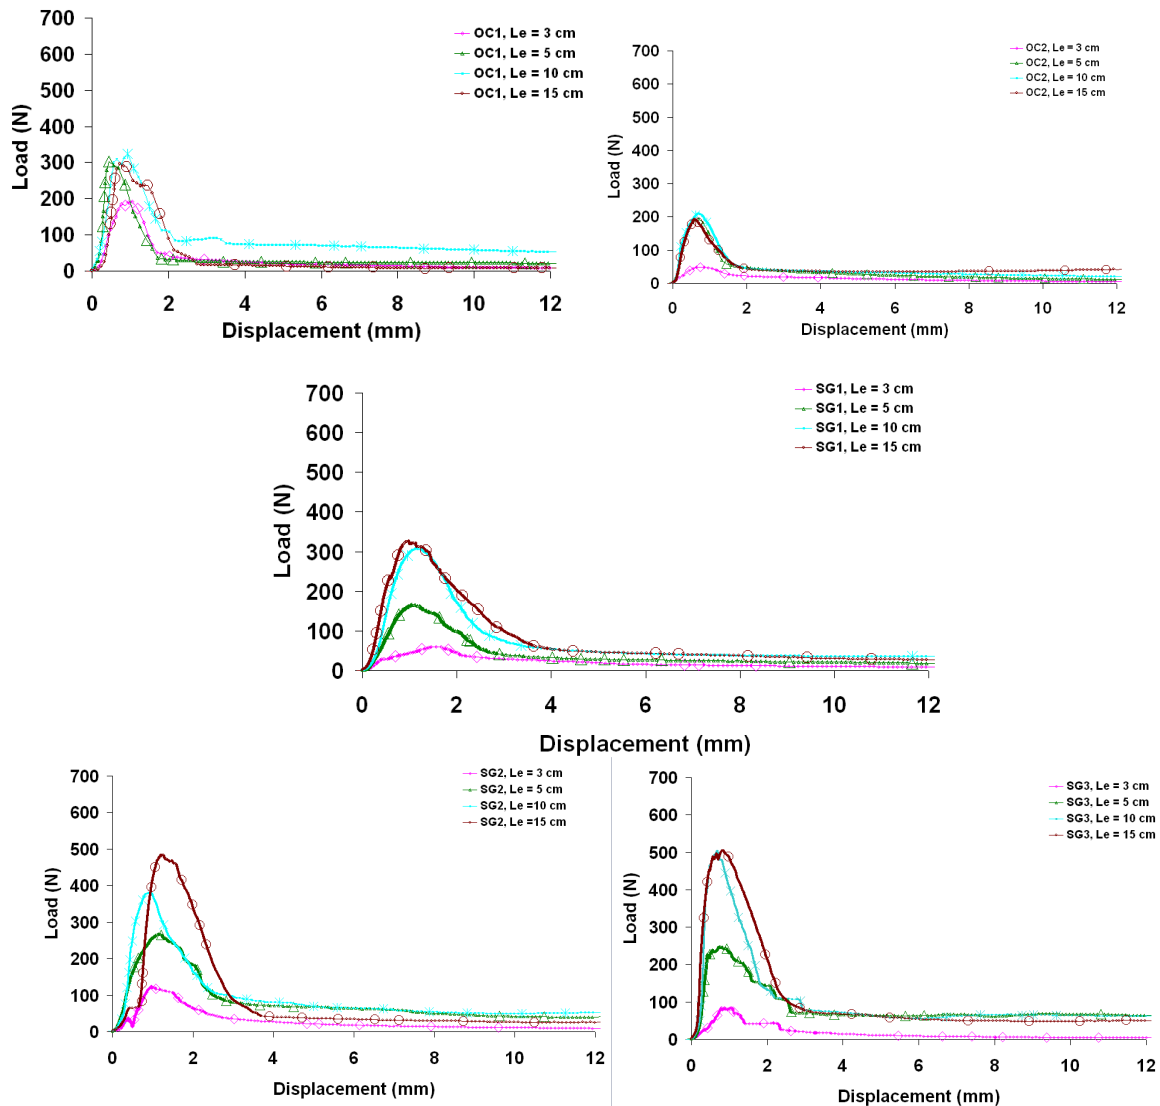 700
600
500
400
300
200
100
0
Load (N)
0 2 4 6 8 10 12
Displacement (mm)
OC1, Le = 3 cm
OC1, Le = 5 cm
OC1, Le = 10 cm
OC1, Le = 15 cm
700
600
500
400
300
200
100
0
Load (N)
0 2 4 6 8 10 12
Displacement (mm)
OC2, Le = 3 cm
OC2, Le = 5 cm
OC2, Le = 10 cm
OC2, Le = 15 cm
700
600
500
400
300
200
100
0
Load (N)
0 2 4 6 8 10 12
Displacement (mm)
SG1, Le = 3 cm
SG1, Le = 5 cm
SG1, Le = 10 cm
SG1, Le = 15 cm
700
600
500
400
300
200
100
0
Load (N)
0 2 4 6 8 10 12
Displacement (mm)
SG2, Le = 3 cm
SG2, Le = 5 cm
SG2, Le =10 cm
SG2, Le =15 cm
700
600
500
400
300
200
100
0
Load (N)
0 2 4 6 8 10 12
Displacement (mm)
SG3, Le = 3 cm
SG3, Le = 5 cm
SG3, Le = 10 cm
SG3, Le = 15 cm